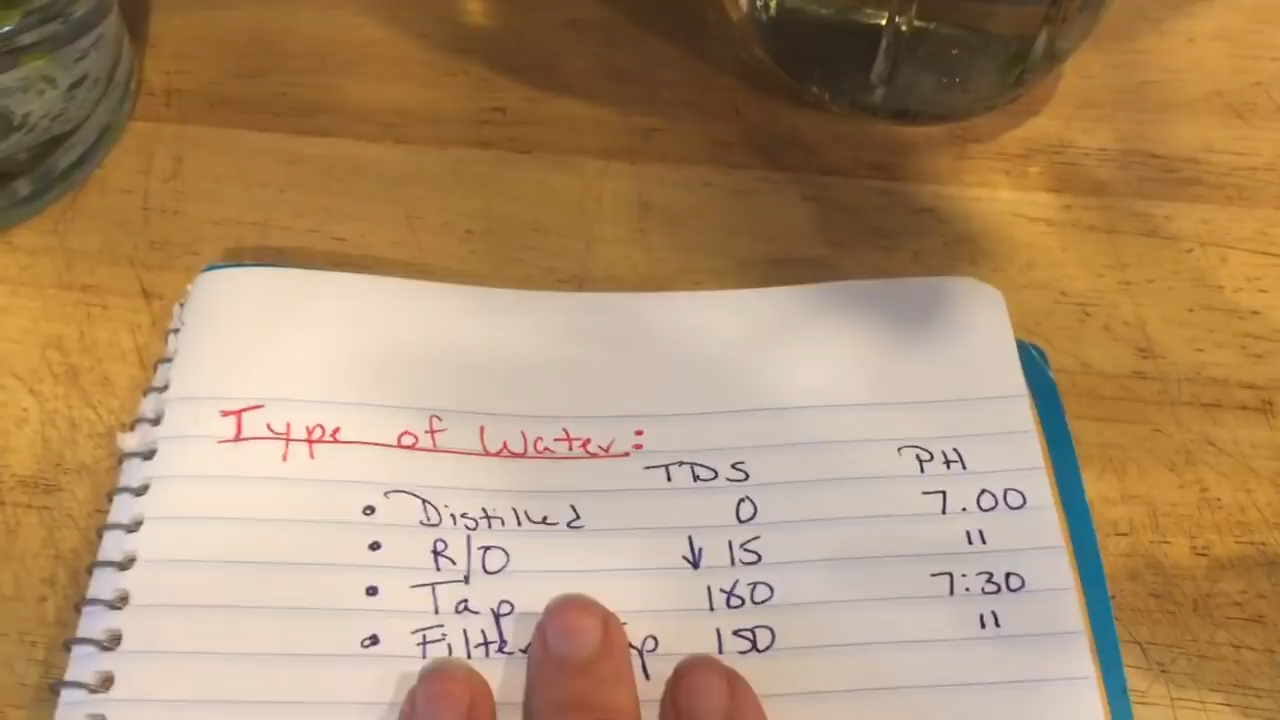 Type of Water:
TDS PH
• Distilled 0 7.00
• R/O ↓ 15 "
• Tap 180 7:30
• 150 "